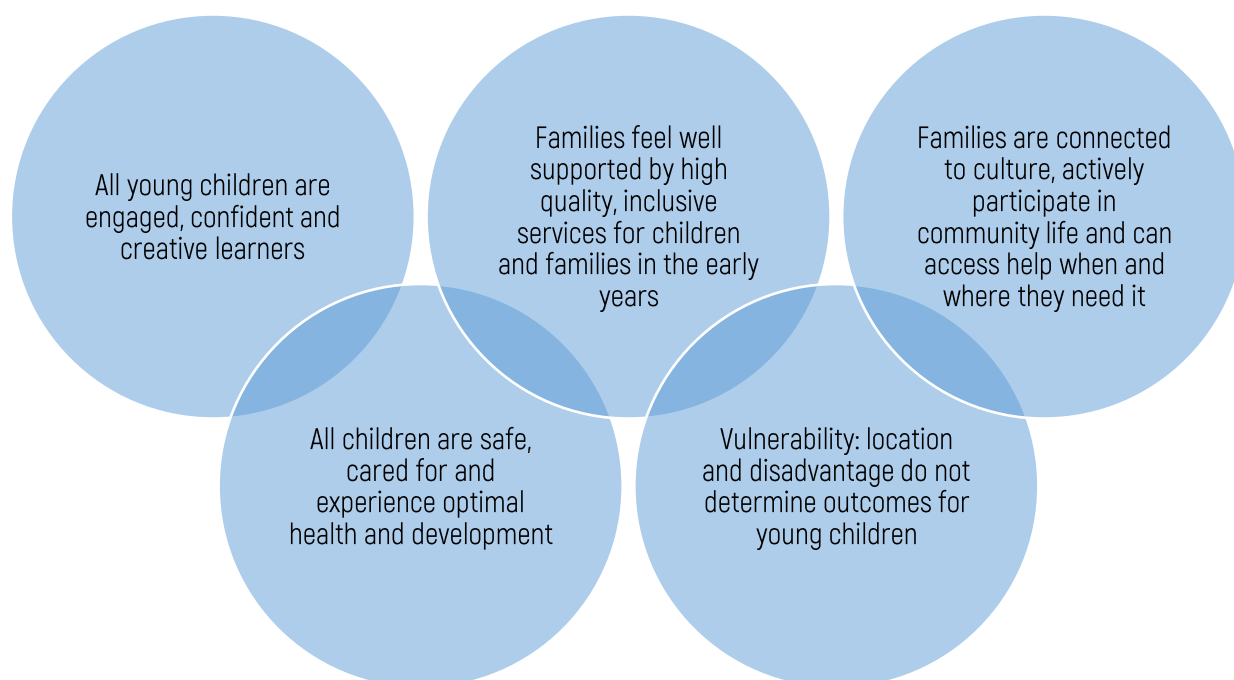 All young children are
engaged, confident and
creative learners
Families feel well
supported by high
quality, inclusive
services for children
and families in the early
years
Families are connected
to culture, actively
participate in
community life and can
access help when and
where they need it
All children are safe,
cared for and
experience optimal
health and development
Vulnerability: location
and disadvantage do not
determine outcomes for
young children